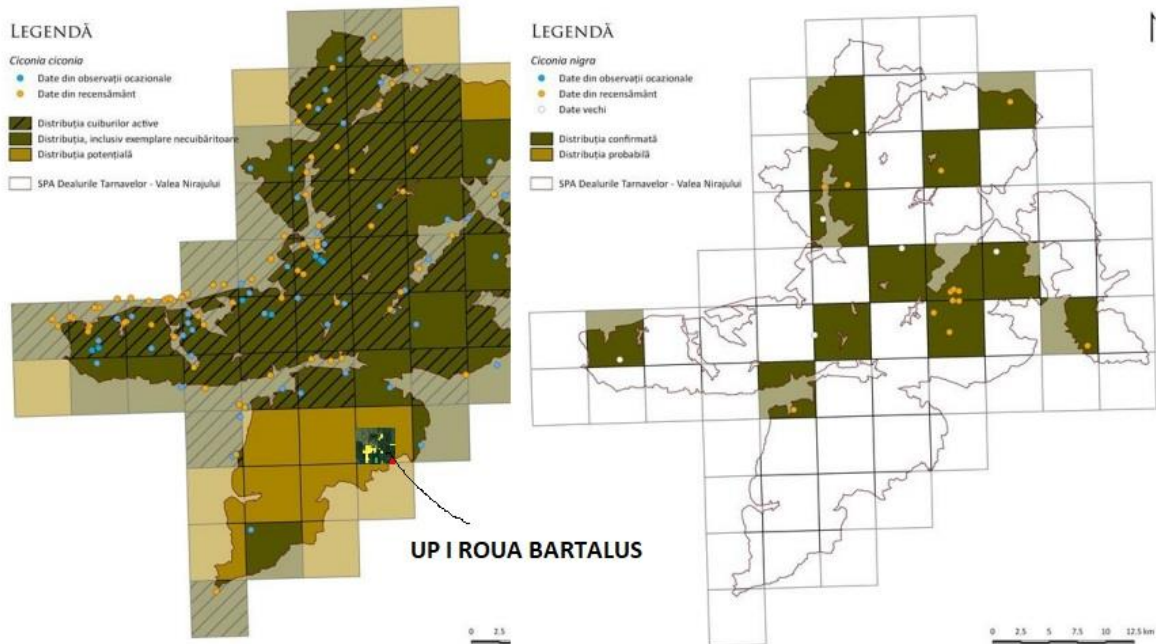 LEGENDĂ
Ciconia ciconia
Date din observații ocazionale
Date din recensământ
Distribuția cuiburilor active
Distribuția, inclusiv exemplare necuibăritoare
Distribuția potențială
SPA Dealurile Tarnavelor - Valea Nirajului
UP I ROUA BARTALUS
0 2,5
LEGENDĂ
Ciconia nigra
Date din observații ocazionale
Date din recensământ
Date vechi
Distribuția confirmată
Distribuția probabilă
SPA Dealurile Tarnavelor - Valea Nirajului
0 2,5 5 7,5 10 12,5 km